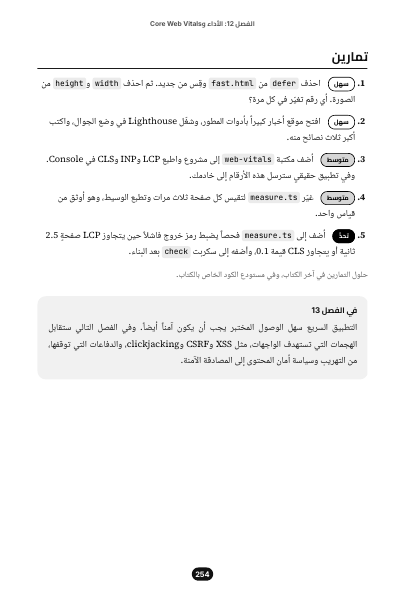 الفصل 12: الأداء وCore Web Vitals
تمارين
1. سهل احذف defer من fast.html وقِس من جديد. ثم احذف width و height من
الصورة. أي رقم تغيّر في كل مرة؟
2. سهل افتح موقع أخبار كبيراً بأدوات المطور، وشغّل Lighthouse في وضع الجوال، واكتب
أكبر ثلاث نصائح منه.
3. متوسط أضف مكتبة web-vitals إلى مشروع واطبع LCP وINP وCLS في Console.
وفي تطبيق حقيقي سترسل هذه الأرقام إلى خادمك.
4. متوسط غيّر measure.ts لتقيس كل صفحة ثلاث مرات وتطبع الوسيط، وهو أوثق من
قياس واحد.
5. تحدٍّ أضف إلى measure.ts فحصاً يضبط رمز خروج فاشلاً حين يتجاوز LCP صفحةٍ 2.5
ثانية أو يتجاوز CLS قيمة 0.1، وأضفه إلى سكربت check بعد البناء.
حلول التمارين في آخر الكتاب، وفي مستودع الكود الخاص بالكتاب.
في الفصل 13
التطبيق السريع سهل الوصول المختبر يجب أن يكون آمناً أيضاً. وفي الفصل التالي ستقابل
الهجمات التي تستهدف الواجهات، مثل XSS وCSRF وclickjacking، والدفاعات التي توقفها،
من التهريب وسياسة أمان المحتوى إلى المصادقة الآمنة.
254